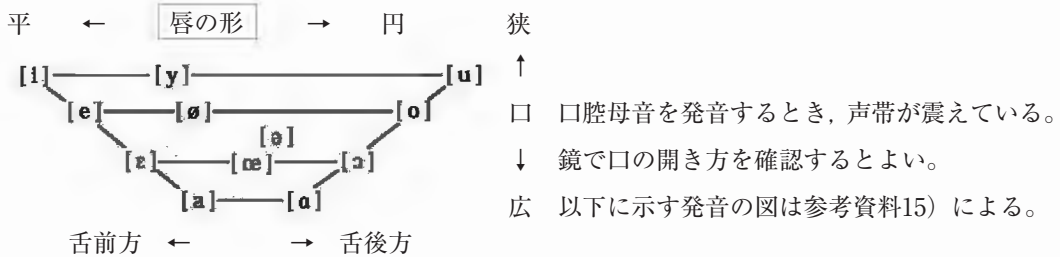 平 ← 唇の形 → 円 狭
[i] [y] [u] ↑
[e] [ø] [o] 口 口腔母音を発音するとき, 声帯が震えている。
[ə]
[ɛ] [œ] [ɔ] ↓ 鏡で口の開き方を確認するとよい。
[a] [ɑ] 広 以下に示す発音の図は参考資料15）による。
舌前方 ← → 舌後方